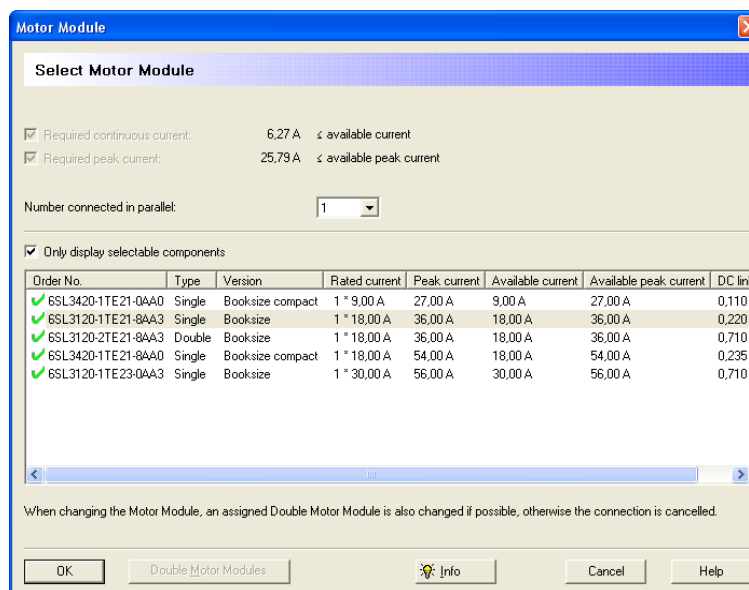 Motor Module
Select Motor Module
Required continuous current: 6,27 A ≤ available current
Required peak current: 25,79 A ≤ available peak current
Number connected in parallel: 1
Only display selectable components
Order No. Type Version Rated current Peak current Available current Available peak current DC lin
6SL3420-1TE21-0AA0 Single Booksize compact 1 * 9,00 A 27,00 A 9,00 A 27,00 A 0,110
6SL3120-1TE21-8AA3 Single Booksize 1 * 18,00 A 36,00 A 18,00 A 36,00 A 0,220
6SL3120-2TE21-8AA3 Double Booksize 1 * 18,00 A 36,00 A 18,00 A 36,00 A 0,710
6SL3420-1TE21-8AA0 Single Booksize compact 1 * 18,00 A 54,00 A 18,00 A 54,00 A 0,235
6SL3120-1TE23-0AA3 Single Booksize 1 * 30,00 A 56,00 A 30,00 A 56,00 A 0,710
When changing the Motor Module, an assigned Double Motor Module is also changed if possible, otherwise the connection is cancelled.
OK Double Motor Modules Info Cancel Help